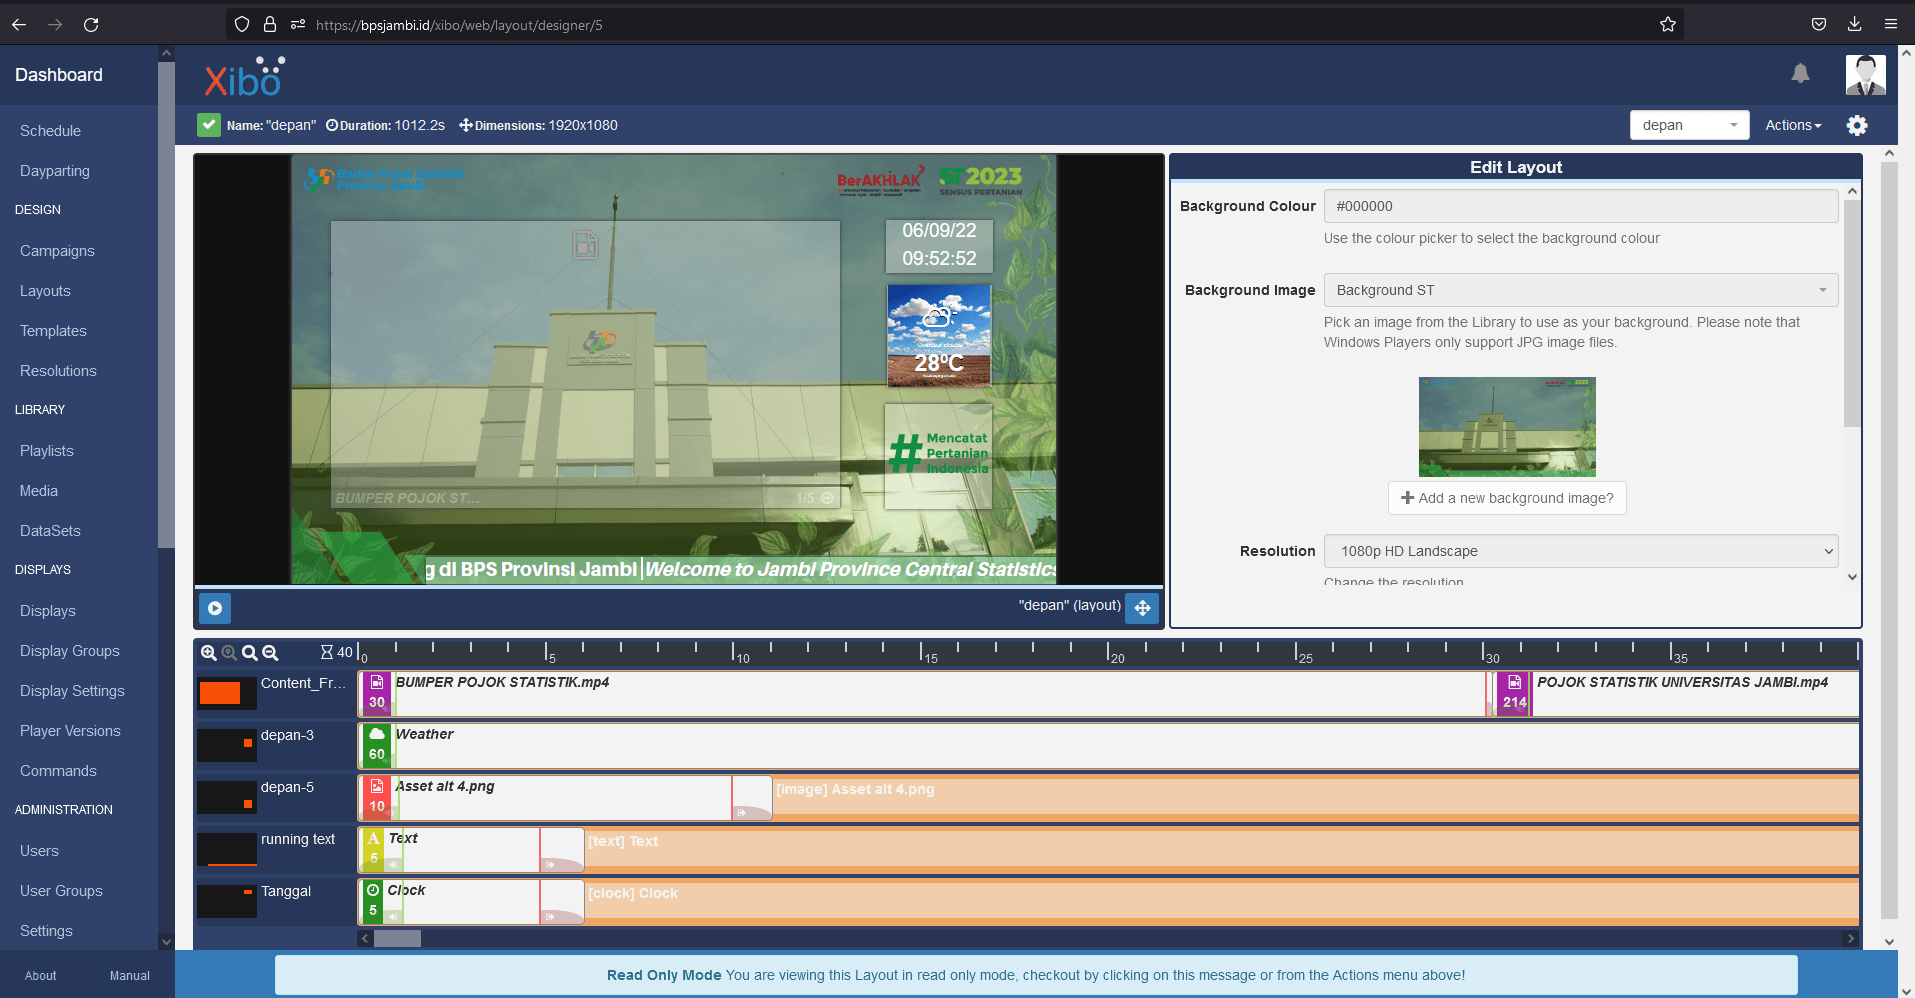 https://bpsjambi.id/xibo/web/layout/designer/5
Dashboard
Schedule
Dayparting
DESIGN
Campaigns
Layouts
Templates
Resolutions
LIBRARY
Playlists
Media
DataSets
DISPLAYS
Displays
Display Groups
Display Settings
Player Versions
Commands
ADMINISTRATION
Users
User Groups
Settings
About
Manual
Xibo
Name: "depan" Duration: 1012.2s Dimensions: 1920x1080
depan
Actions
Badan Pusat Statistik
Provinsi Jambi
BerAKHLAK
ST2023
SENSUS PERTANIAN
06/09/22
09:52:52
28°C
# Mencatat
Pertanian
Indonesia
BUMPER POJOK ST...
1/5
g di BPS Provinsi Jambi | Welcome to Jambi Province Central Statistics
"depan" (layout)
Edit Layout
Background Colour
#000000
Use the colour picker to select the background colour
Background Image
Background ST
Pick an image from the Library to use as your background. Please note that
Windows Players only support JPG image files.
Add a new background image?
Resolution
1080p HD Landscape
Change the resolution
40
0 5 10 15 20 25 30 35
Content_Fr...
30
BUMPER POJOK STATISTIK.mp4
214
POJOK STATISTIK UNIVERSITAS JAMBI.mp4
depan-3
60
Weather
depan-5
10
Asset alt 4.png
[image] Asset alt 4.png
running text
A
5
Text
[text] Text
Tanggal
5
Clock
[clock] Clock
Read Only Mode You are viewing this Layout in read only mode, checkout by clicking on this message or from the Actions menu above!